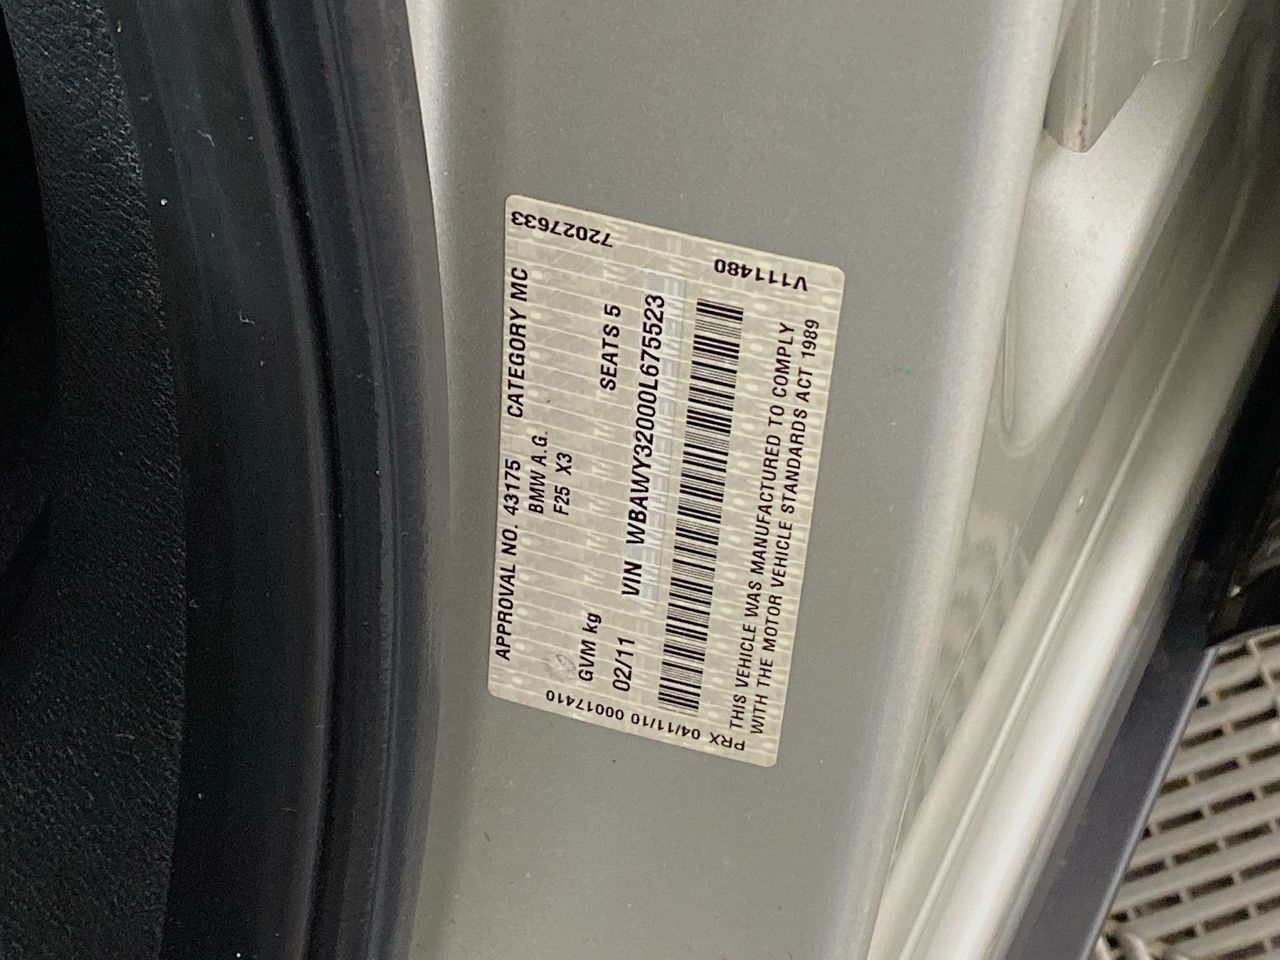 72027633
V111480
APPROVAL NO. 43175 CATEGORY MC
BMW A.G.
F25 X3
GVM kg SEATS 5
02/11 VIN WBAWY32000L675523
THIS VEHICLE WAS MANUFACTURED TO COMPLY
WITH THE MOTOR VEHICLE STANDARDS ACT 1989
PRX 04/11/10 00017410